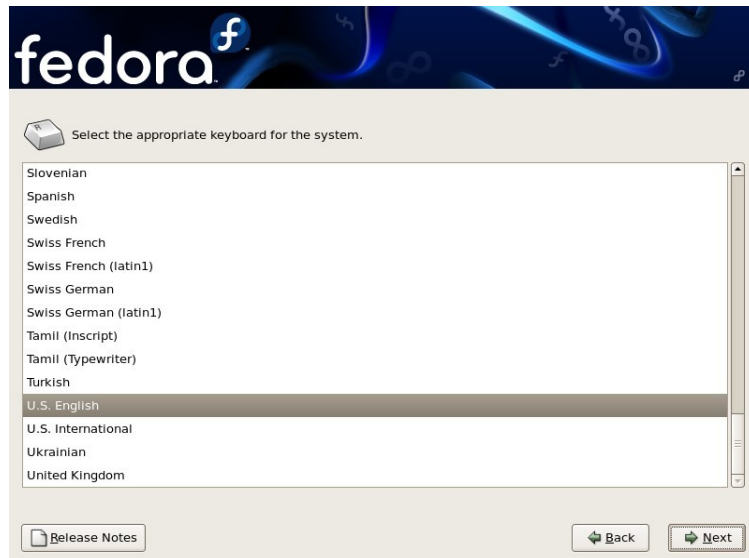 fedora
Select the appropriate keyboard for the system.
Slovenian
Spanish
Swedish
Swiss French
Swiss French (latin1)
Swiss German
Swiss German (latin1)
Tamil (Inscript)
Tamil (Typewriter)
Turkish
U.S. English
U.S. International
Ukrainian
United Kingdom
Release Notes
Back
Next